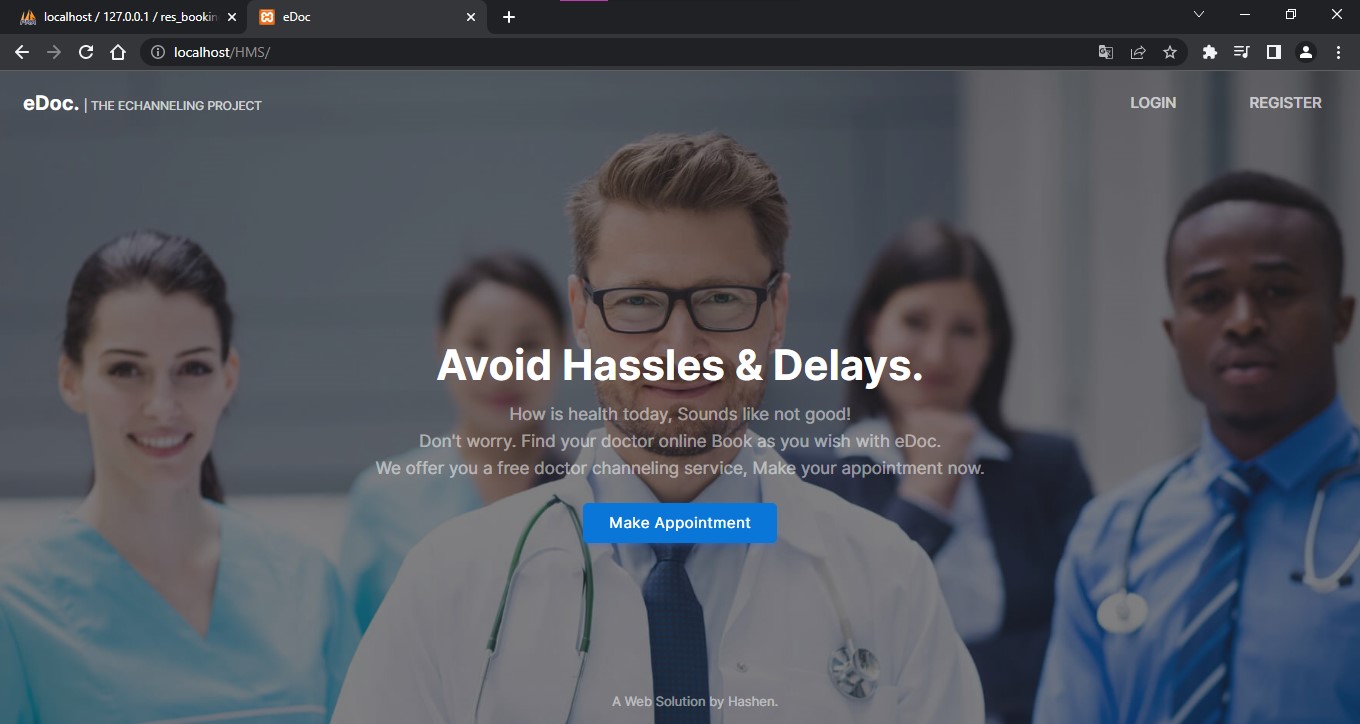 localhost / 127.0.0.1 / res_bookin
eDoc
localhost/HMS/
eDoc. | THE ECHANNELING PROJECT
LOGIN
REGISTER
Avoid Hassles & Delays.
How is health today, Sounds like not good!
Don't worry. Find your doctor online Book as you wish with eDoc.
We offer you a free doctor channeling service, Make your appointment now.
Make Appointment
A Web Solution by Hashen.